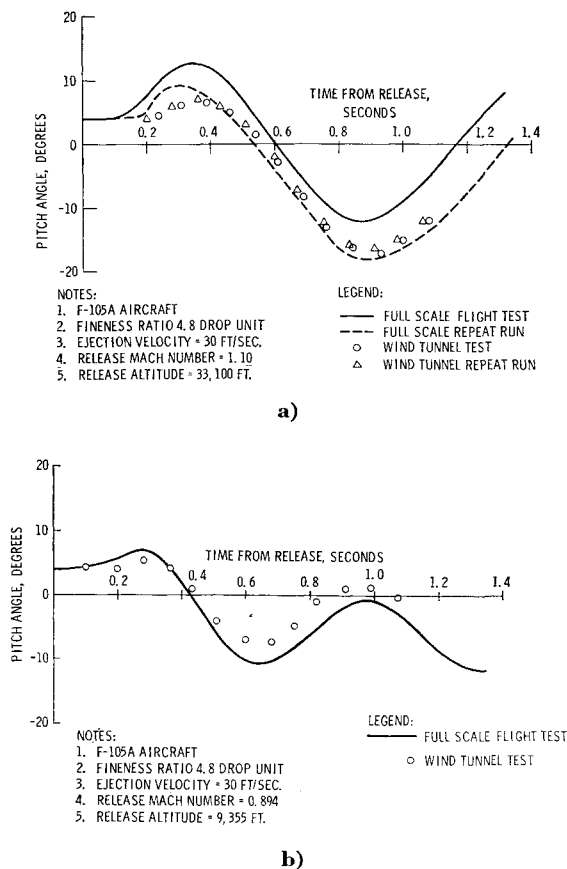 20
10
0
-10
-20
PITCH ANGLE, DEGREES
TIME FROM RELEASE,
SECONDS
0.2 0.4 0.6 0.8 1.0 1.2 1.4
NOTES:
1. F-105A AIRCRAFT
2. FINENESS RATIO 4.8 DROP UNIT
3. EJECTION VELOCITY = 30 FT/SEC.
4. RELEASE MACH NUMBER = 1.10
5. RELEASE ALTITUDE = 33,100 FT.
LEGEND:
FULL SCALE FLIGHT TEST
FULL SCALE REPEAT RUN
WIND TUNNEL TEST
WIND TUNNEL REPEAT RUN
a)
20
10
0
-10
-20
PITCH ANGLE, DEGREES
TIME FROM RELEASE, SECONDS
0.2 0.4 0.6 0.8 1.0 1.2 1.4
NOTES:
1. F-105A AIRCRAFT
2. FINENESS RATIO 4.8 DROP UNIT
3. EJECTION VELOCITY = 30 FT/SEC.
4. RELEASE MACH NUMBER = 0.894
5. RELEASE ALTITUDE = 9,355 FT.
LEGEND:
FULL SCALE FLIGHT TEST
WIND TUNNEL TEST
b)